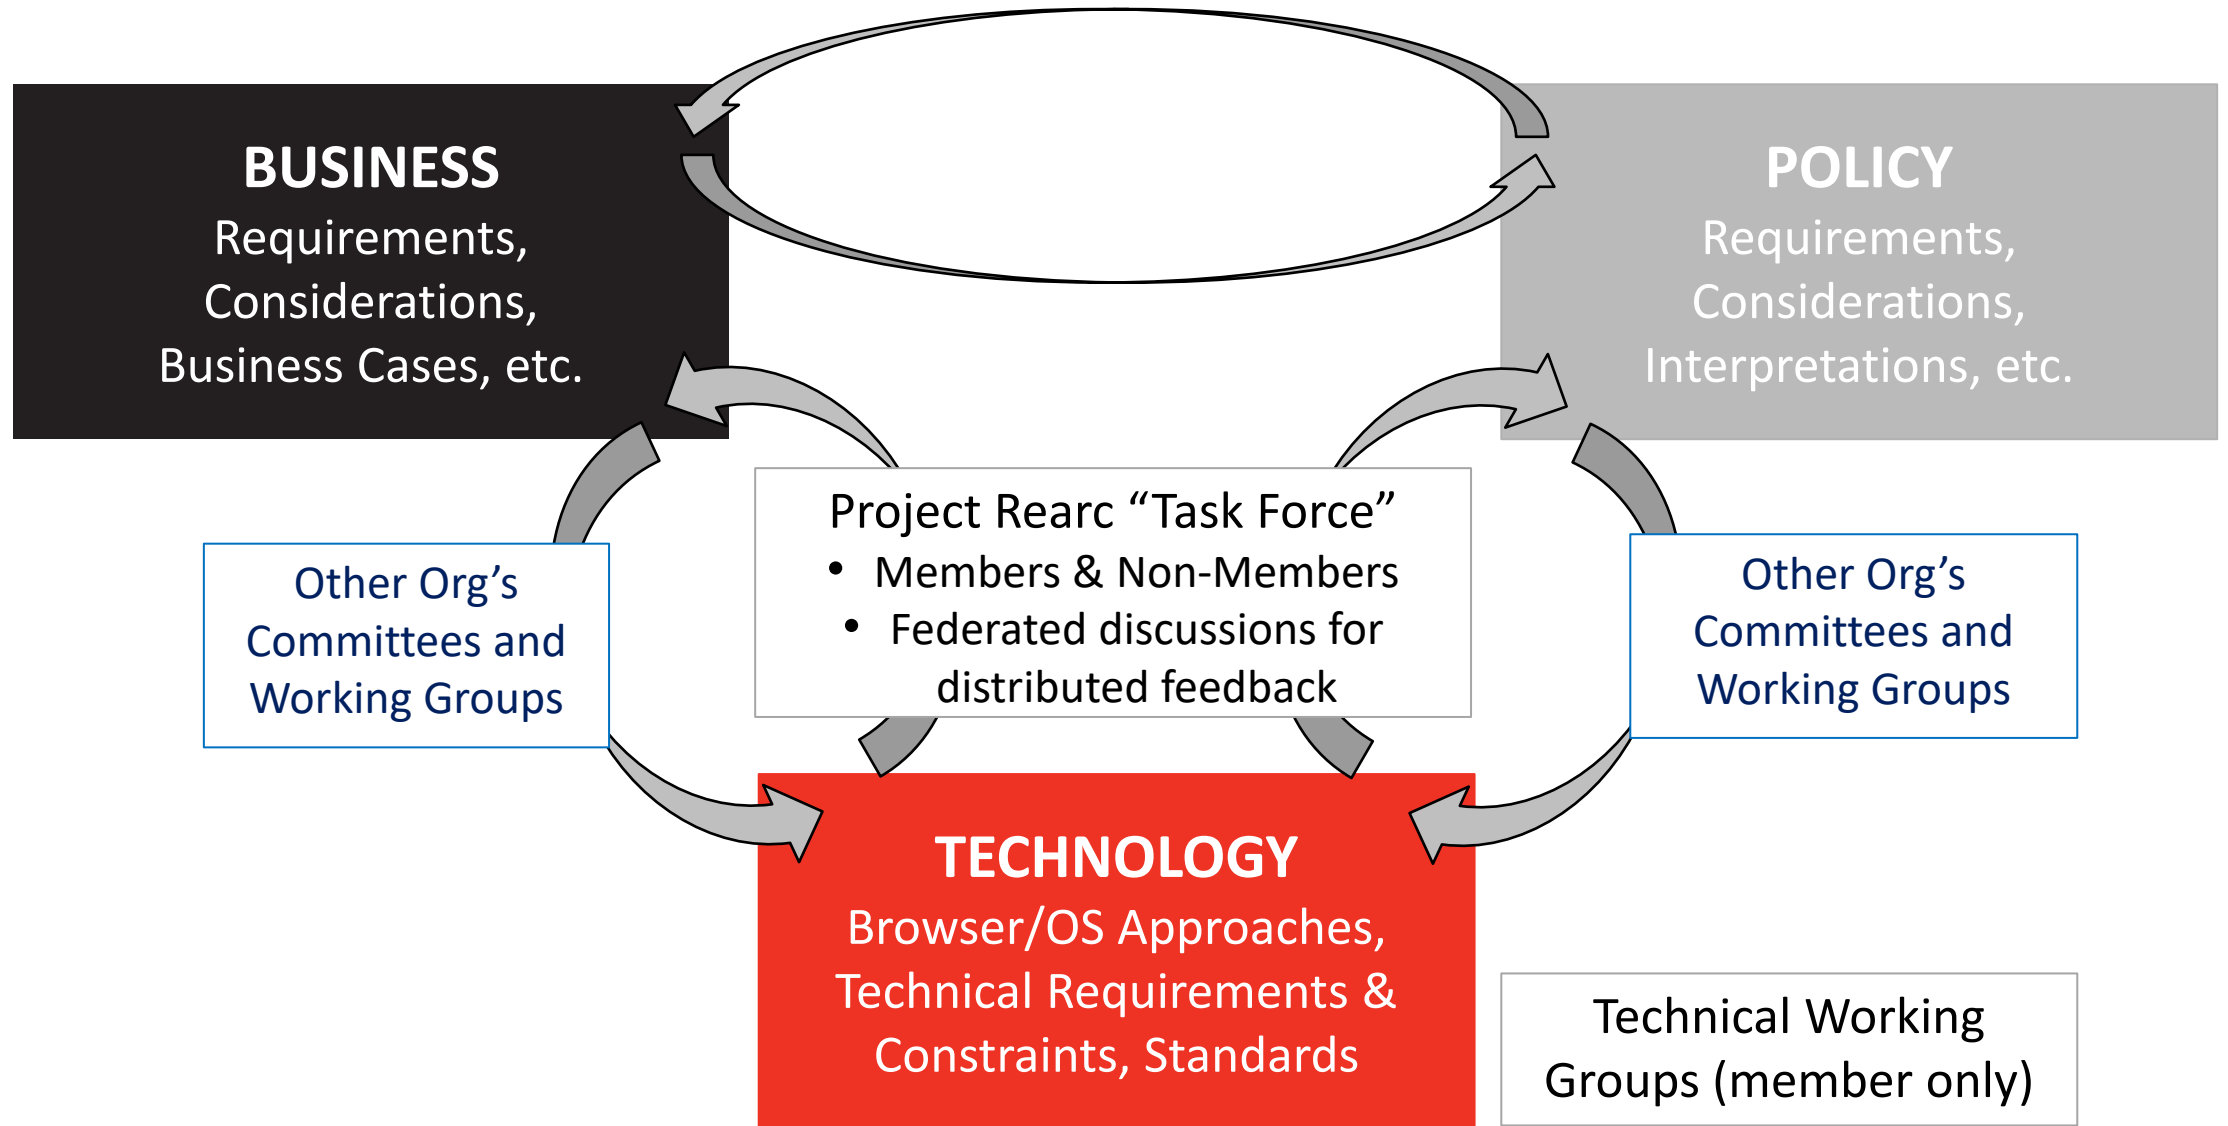 BUSINESS
Requirements,
Considerations,
Business Cases, etc.
POLICY
Requirements,
Considerations,
Interpretations, etc.
Project Rearc “Task Force”
• Members & Non-Members
• Federated discussions for
distributed feedback
Other Org’s
Committees and
Working Groups
Other Org’s
Committees and
Working Groups
TECHNOLOGY
Browser/OS Approaches,
Technical Requirements &
Constraints, Standards
Technical Working
Groups (member only)